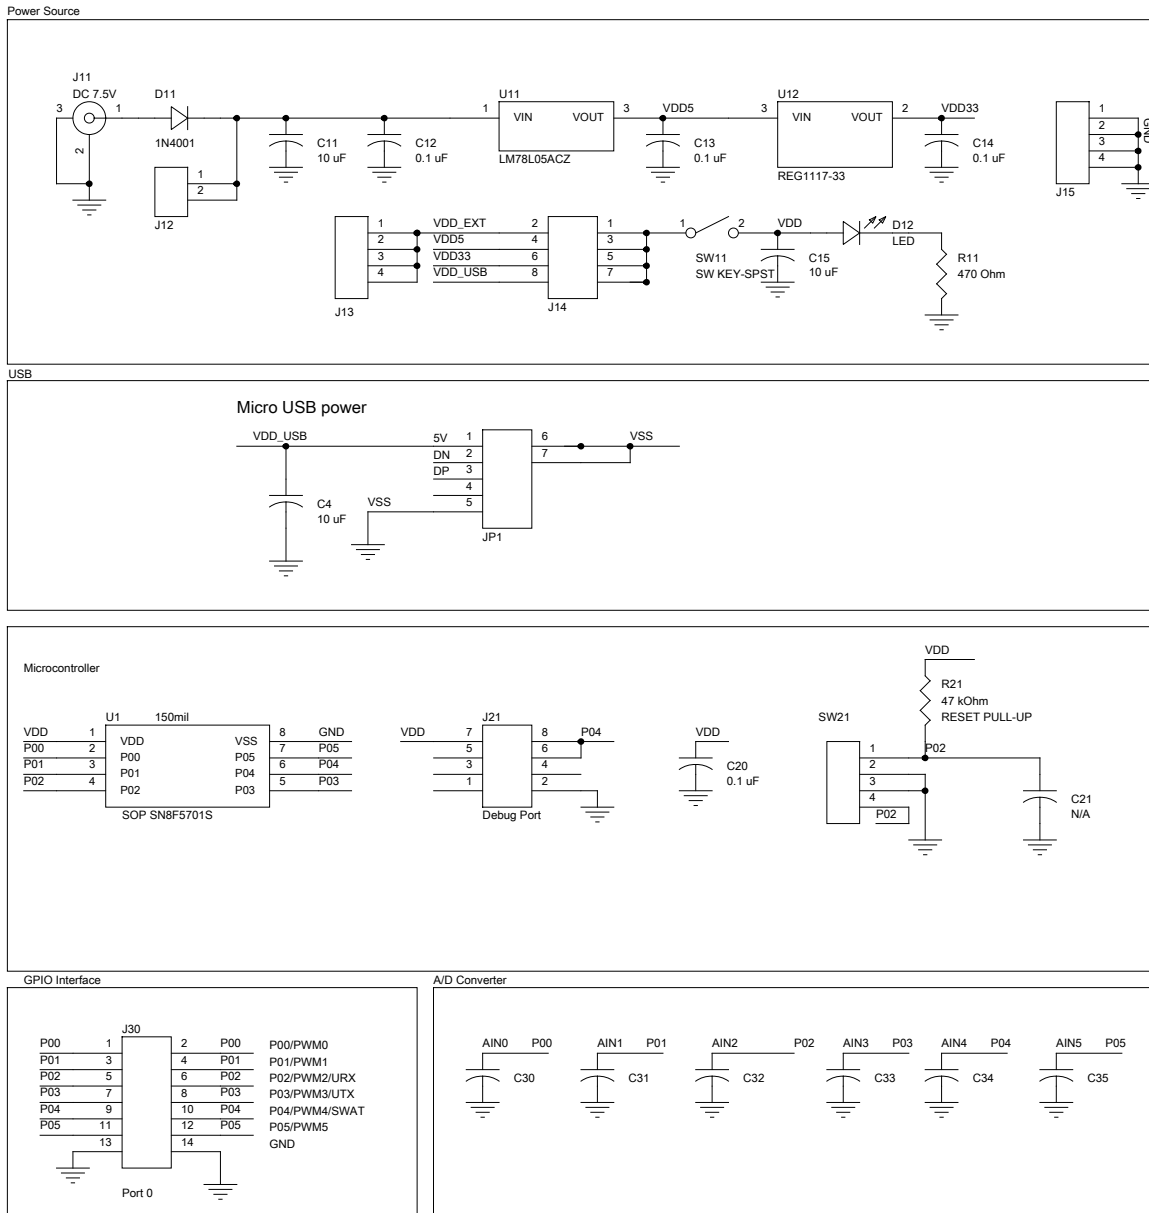 Power Source
J11
DC 7.5V
3
1
2
D11
1N4001
1
2
J12
C11
10 uF
C12
0.1 uF
U11
1
VIN
VOUT
3
LM78L05ACZ
VDD5
C13
0.1 uF
U12
3
VIN
VOUT
2
REG1117-33
VDD33
C14
0.1 uF
1
2
3
4
GND
J15
1
2
3
4
J13
VDD_EXT
VDD5
VDD33
VDD_USB
2
4
6
8
1
3
5
7
J14
1
2
SW11
SW KEY-SPST
VDD
C15
10 uF
D12
LED
R11
470 Ohm
USB
Micro USB power
VDD_USB
C4
10 uF
VSS
5V
DN
DP
1
2
3
4
5
6
7
VSS
JP1
Microcontroller
U1
150mil
VDD
P00
P01
P02
1
2
3
4
VDD
P00
P01
P02
VSS
P05
P04
P03
8
7
6
5
GND
P05
P04
P03
SOP SN8F5701S
J21
VDD
7
5
3
1
8
6
4
2
P04
Debug Port
VDD
C20
0.1 uF
VDD
R21
47 kOhm
RESET PULL-UP
SW21
1
2
3
4
P02
P02
C21
N/A
GPIO Interface
J30
P00 1 2 P00 P00/PWM0
P01 3 4 P01 P01/PWM1
P02 5 6 P02 P02/PWM2/URX
P03 7 8 P03 P03/PWM3/UTX
P04 9 10 P04 P04/PWM4/SWAT
P05 11 12 P05 P05/PWM5
13 14 GND
Port 0
A/D Converter
AIN0 P00
C30
AIN1 P01
C31
AIN2 P02
C32
AIN3 P03
C33
AIN4 P04
C34
AIN5 P05
C35